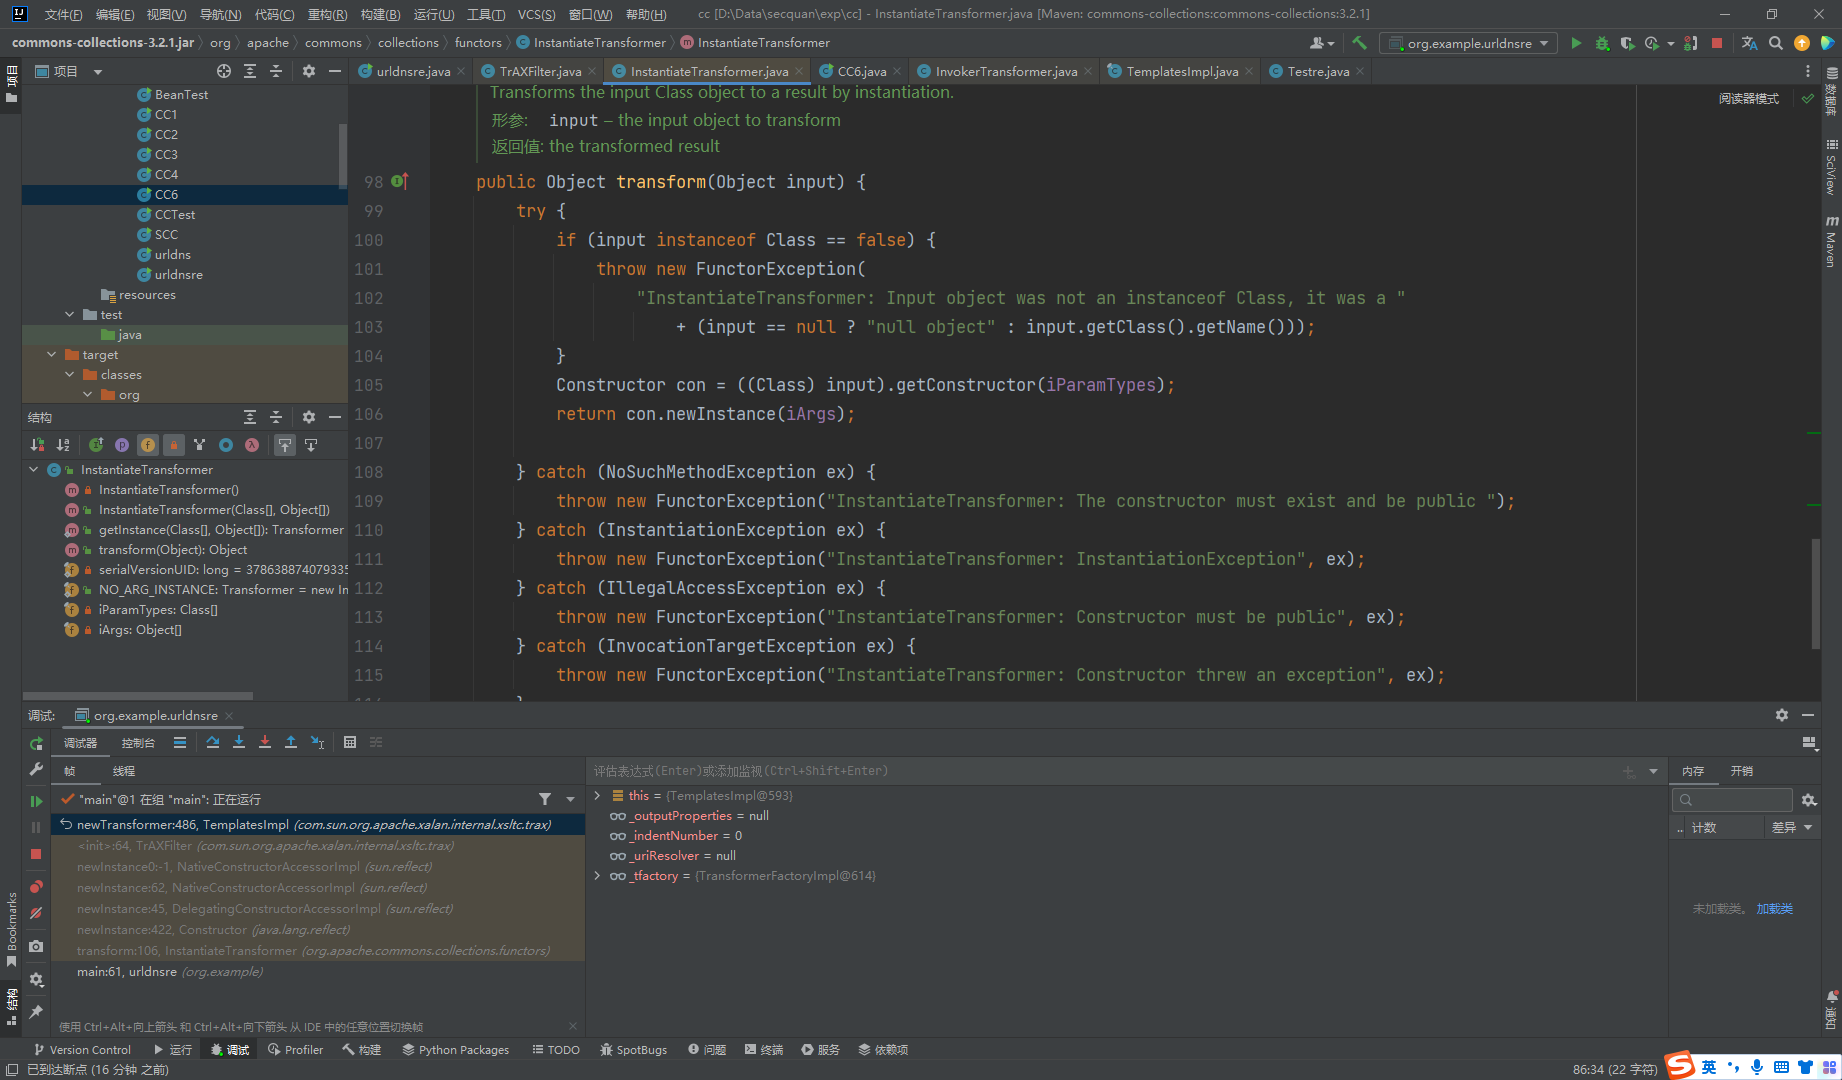 文件(F) 编辑(E) 视图(V) 导航(N) 代码(C) 重构(R) 构建(B) 运行(U) 工具(T) VCS(S) 窗口(W) 帮助(H) cc [D:\Data\secquan\exp\cc] - InstantiateTransformer.java [Maven: commons-collections:commons-collections:3.2.1]
commons-collections-3.2.1.jar org apache commons collections functors InstantiateTransformer InstantiateTransformer org.example.urldnsre
项目
项目 urldnsre.java TrAXFilter.java InstantiateTransformer.java CC6.java InvokerTransformer.java TemplatesImpl.java Testre.java
数据库
SciView
Maven
通知
BeanTest
CC1
CC2
CC3
CC4
CC6
CCTest
SCC
urldns
urldnsre
resources
test
java
target
classes
org
结构
InstantiateTransformer
InstantiateTransformer()
InstantiateTransformer(Class[], Object[])
getInstance(Class[], Object[]): Transformer
transform(Object): Object
serialVersionUID: long = 378638874079335
NO_ARG_INSTANCE: Transformer = new In
iParamTypes: Class[]
iArgs: Object[]
阅读器模式
Transforms the input Class object to a result by instantiation.
形参: input – the input object to transform
返回值: the transformed result
98 public Object transform(Object input) {
99 try {
100 if (input instanceof Class == false) {
101 throw new FunctorException(
102 "InstantiateTransformer: Input object was not an instanceof Class, it was a "
103 + (input == null ? "null object" : input.getClass().getName()));
104 }
105 Constructor con = ((Class) input).getConstructor(iParamTypes);
106 return con.newInstance(iArgs);
107
108 } catch (NoSuchMethodException ex) {
109 throw new FunctorException("InstantiateTransformer: The constructor must exist and be public ");
110 } catch (InstantiationException ex) {
111 throw new FunctorException("InstantiateTransformer: InstantiationException", ex);
112 } catch (IllegalAccessException ex) {
113 throw new FunctorException("InstantiateTransformer: Constructor must be public", ex);
114 } catch (InvocationTargetException ex) {
115 throw new FunctorException("InstantiateTransformer: Constructor threw an exception", ex);
调试: org.example.urldnsre
调试器 控制台
帧 线程
"main"@1 在组 "main": 正在运行
newTransformer:486, TemplatesImpl (com.sun.org.apache.xalan.internal.xsltc.trax)
<init>:64, TrAXFilter (com.sun.org.apache.xalan.internal.xsltc.trax)
newInstance0:-1, NativeConstructorAccessorImpl (sun.reflect)
newInstance:62, NativeConstructorAccessorImpl (sun.reflect)
newInstance:45, DelegatingConstructorAccessorImpl (sun.reflect)
newInstance:422, Constructor (java.lang.reflect)
transform:106, InstantiateTransformer (org.apache.commons.collections.functors)
main:61, urldnsre (org.example)
使用 Ctrl+Alt+向上箭头 和 Ctrl+Alt+向下箭头 从 IDE 中的任意位置切换帧
评估表达式(Enter)或添加监视(Ctrl+Shift+Enter)
this = {TemplatesImpl@593}
_outputProperties = null
_indentNumber = 0
_uriResolver = null
_tfactory = {TransformerFactoryImpl@614}
内存 开销
.. 计数 差异
未加载类。 加载类
Bookmarks
结构
Version Control 运行 调试 Profiler 构建 Python Packages TODO SpotBugs 问题 终端 服务 依赖项
已到达断点 (16 分钟 之前) 86:34 (22 字符) 英